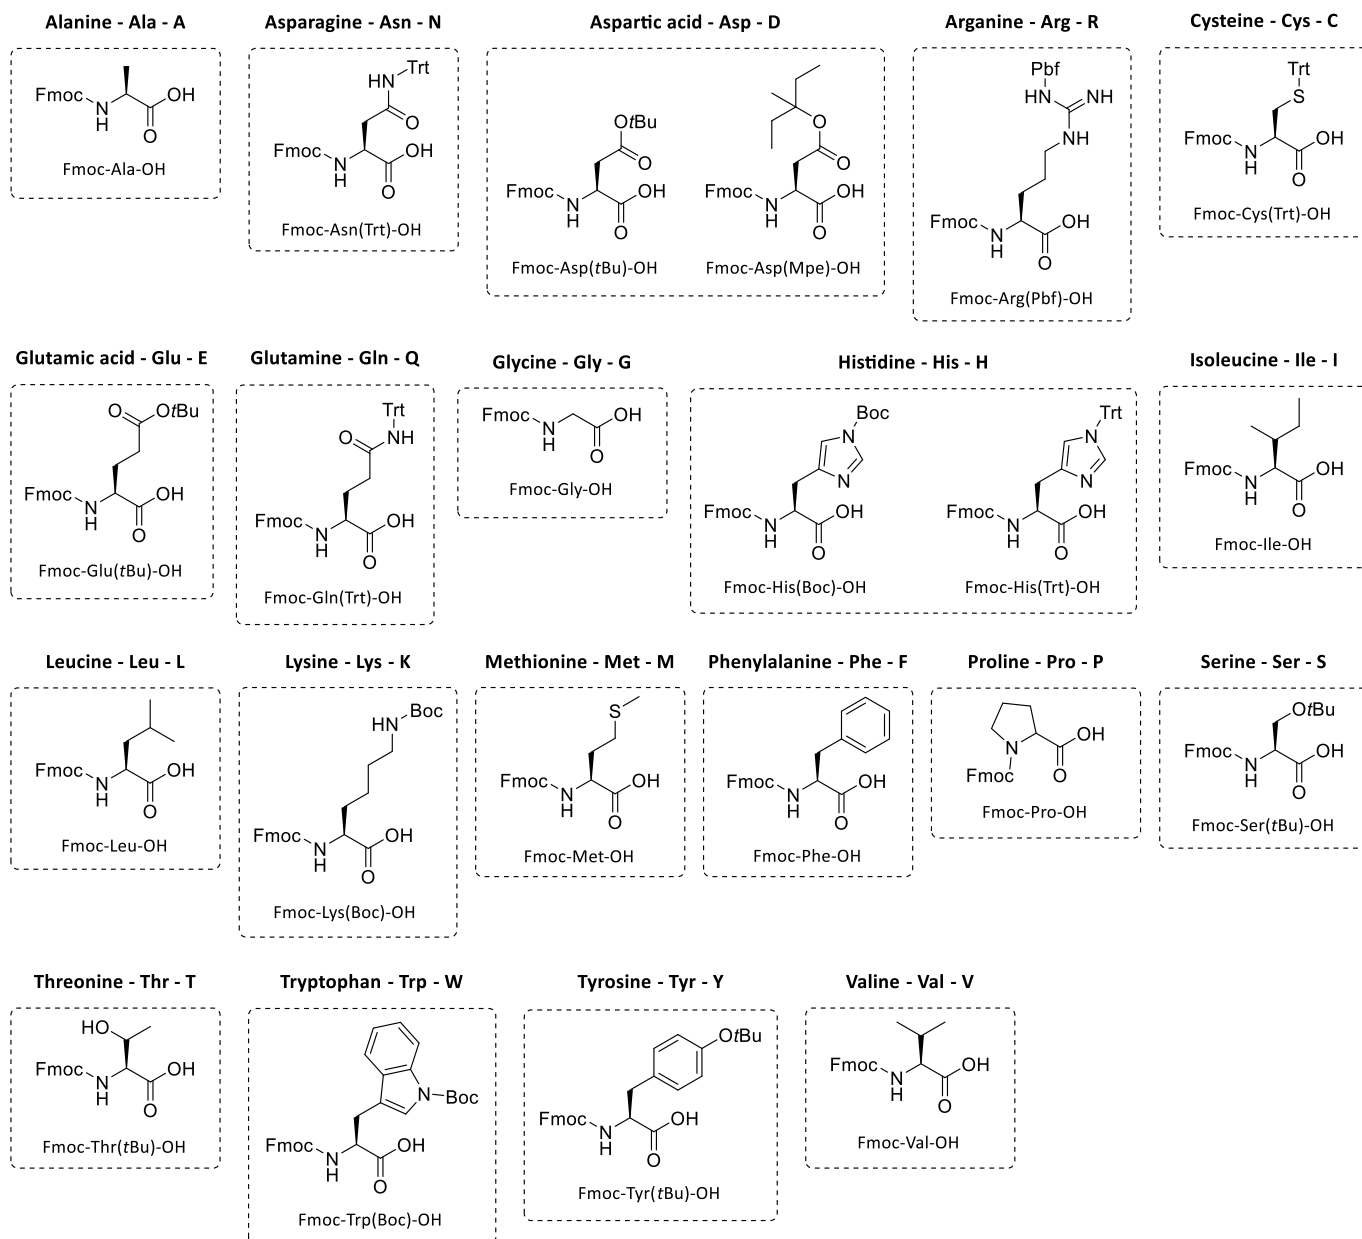 Alanine - Ala - A
Asparagine - Asn - N
Aspartic acid - Asp - D
Arganine - Arg - R
Cysteine - Cys - C
Fmoc
N
H
O
OH
Fmoc-Ala-OH
HN
Trt
O
Fmoc
N
H
O
OH
Fmoc-Asn(Trt)-OH
OtBu
O
Fmoc
N
H
O
OH
Fmoc-Asp(tBu)-OH
O
O
Fmoc
N
H
O
OH
Fmoc-Asp(Mpe)-OH
Pbf
HN
NH
NH
Fmoc
N
H
O
OH
Fmoc-Arg(Pbf)-OH
Trt
S
Fmoc
N
H
O
OH
Fmoc-Cys(Trt)-OH
Glutamic acid - Glu - E
Glutamine - Gln - Q
Glycine - Gly - G
Histidine - His - H
Isoleucine - Ile - I
O
OtBu
Fmoc
N
H
O
OH
Fmoc-Glu(tBu)-OH
Trt
O
NH
Fmoc
N
H
O
OH
Fmoc-Gln(Trt)-OH
Fmoc
N
H
O
OH
Fmoc-Gly-OH
Boc
N
N
Fmoc
N
H
O
OH
Fmoc-His(Boc)-OH
Trt
N
N
Fmoc
N
H
O
OH
Fmoc-His(Trt)-OH
Fmoc
N
H
O
OH
Fmoc-Ile-OH
Leucine - Leu - L
Lysine - Lys - K
Methionine - Met - M
Phenylalanine - Phe - F
Proline - Pro - P
Serine - Ser - S
Fmoc
N
H
O
OH
Fmoc-Leu-OH
HN
Boc
Fmoc
N
H
O
OH
Fmoc-Lys(Boc)-OH
S
Fmoc
N
H
O
OH
Fmoc-Met-OH
Fmoc
N
H
O
OH
Fmoc-Phe-OH
N
Fmoc
O
OH
Fmoc-Pro-OH
OtBu
Fmoc
N
H
O
OH
Fmoc-Ser(tBu)-OH
Threonine - Thr - T
Tryptophan - Trp - W
Tyrosine - Tyr - Y
Valine - Val - V
HO
Fmoc
N
H
O
OH
Fmoc-Thr(tBu)-OH
N
Boc
Fmoc
N
H
O
OH
Fmoc-Trp(Boc)-OH
OtBu
Fmoc
N
H
O
OH
Fmoc-Tyr(tBu)-OH
Fmoc
N
H
O
OH
Fmoc-Val-OH